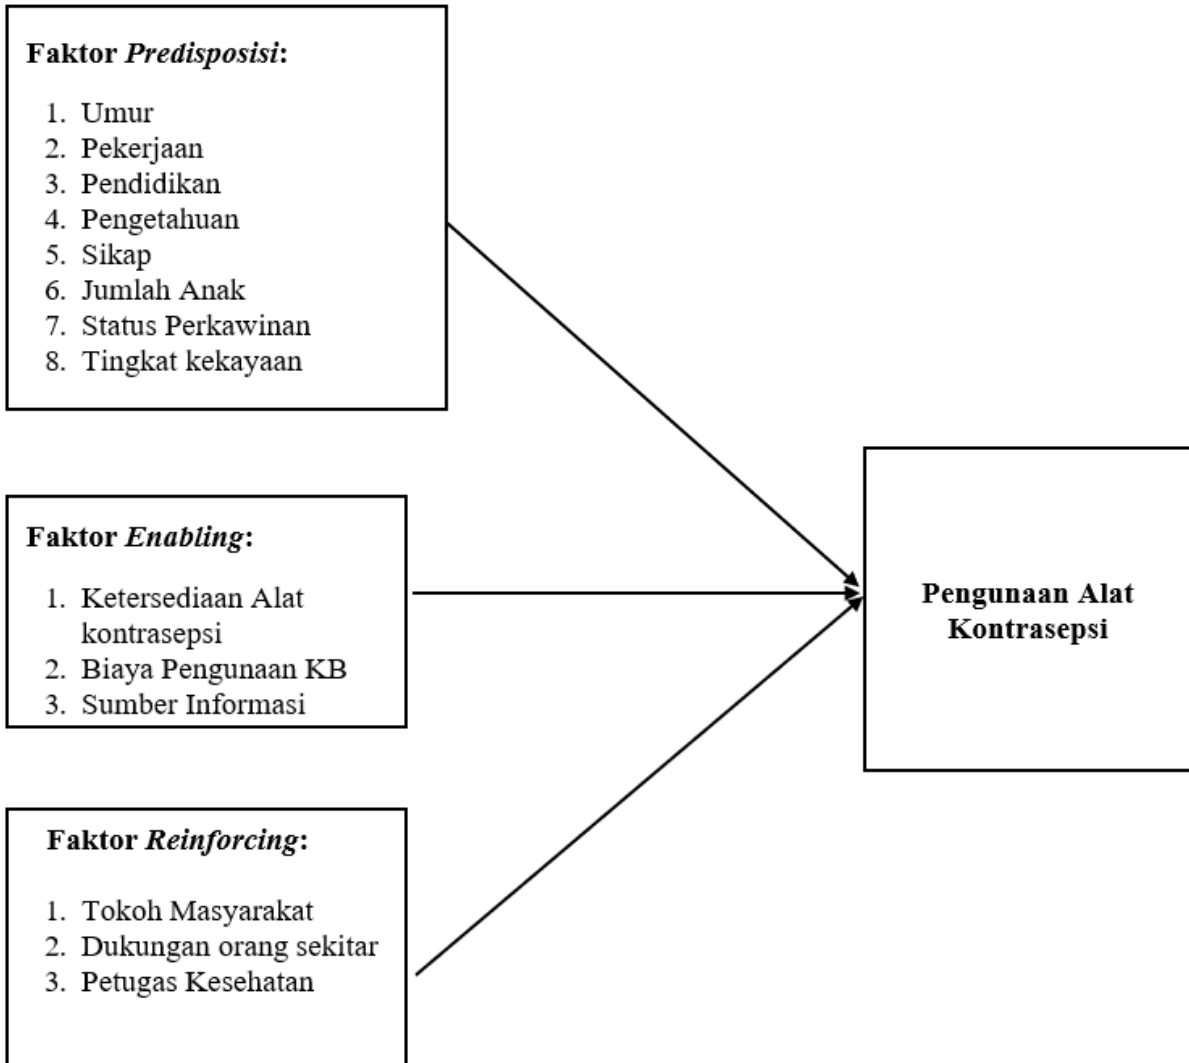 Faktor Predisposisi:
1. Umur
2. Pekerjaan
3. Pendidikan
4. Pengetahuan
5. Sikap
6. Jumlah Anak
7. Status Perkawinan
8. Tingkat kekayaan
Faktor Enabling:
1. Ketersediaan Alat
kontrasepsi
2. Biaya Pengunaan KB
3. Sumber Informasi
Faktor Reinforcing:
1. Tokoh Masyarakat
2. Dukungan orang sekitar
3. Petugas Kesehatan
Pengunaan Alat
Kontrasepsi